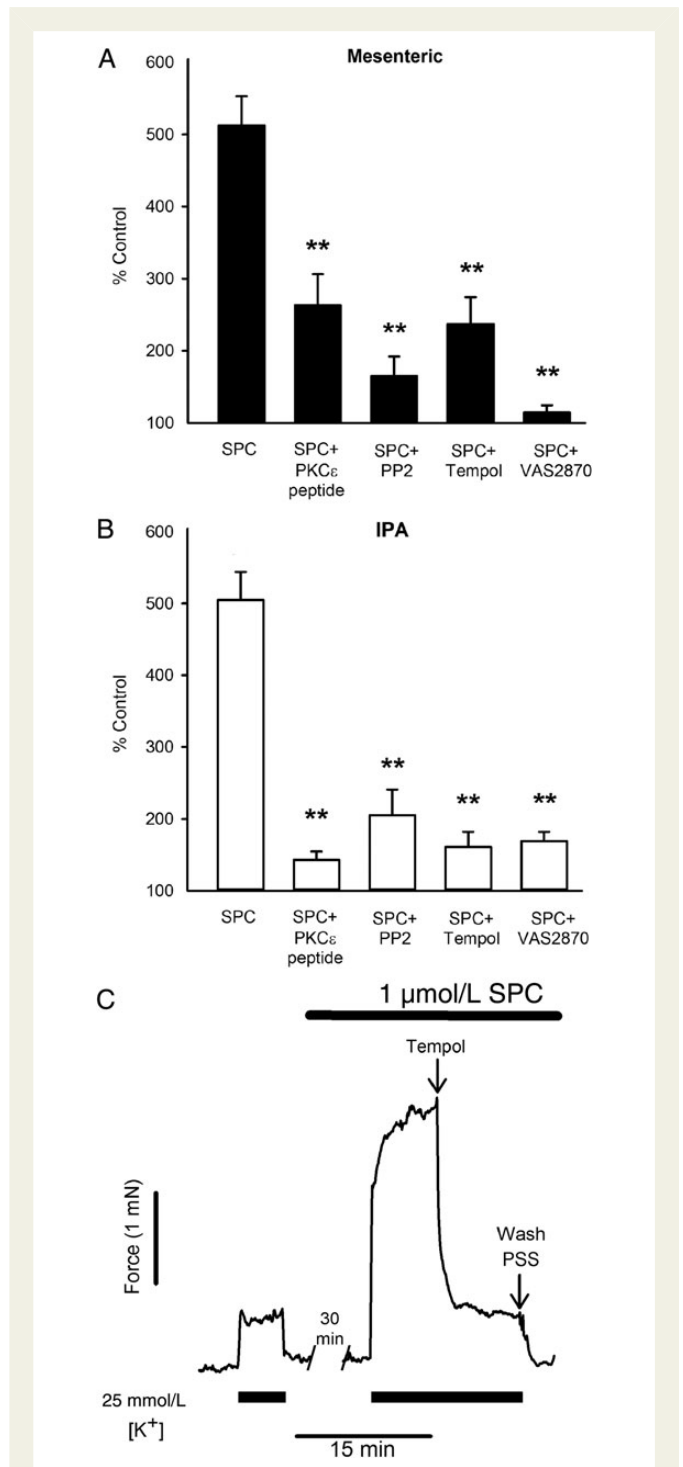 A
Mesenteric
600
500
400
300
200
100
% Control
**
**
**
**
SPC
SPC+
PKCε
peptide
SPC+
PP2
SPC+
Tempol
SPC+
VAS2870
B
IPA
600
500
400
300
200
100
% Control
**
**
**
**
SPC
SPC+
PKCε
peptide
SPC+
PP2
SPC+
Tempol
SPC+
VAS2870
C
1 µmol/L SPC
Tempol
Force (1 mN)
Wash
PSS
30
min
25 mmol/L
[K⁺]
15 min